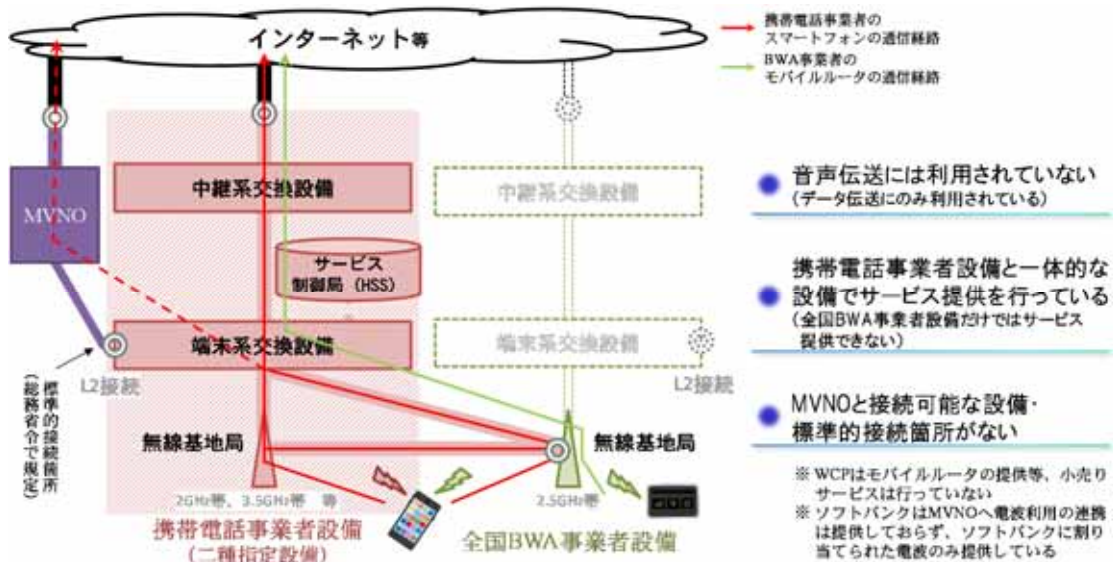 インターネット等
携帯電話事業者の
スマートフォンの通信経路
BWA事業者の
モバイルルータの通信経路
MVNO
中継系交換設備
中継系交換設備
サービス
制御局（HSS）
端末系交換設備
端末系交換設備
L2接続
L2接続
標準的接続箇所
（総務省令で規定）
無線基地局
無線基地局
2GHz帯、3.5GHz帯　等
2.5GHz帯
携帯電話事業者設備
（二種指定設備）
全国BWA事業者設備
音声伝送には利用されていない
（データ伝送にのみ利用されている）
携帯電話事業者設備と一体的な
設備でサービス提供を行っている
（全国BWA事業者設備だけではサービス
提供できない）
MVNOと接続可能な設備・
標準的接続箇所がない
※ WCPはモバイルルータの提供等、小売り
サービスは行っていない
※ ソフトバンクはMVNOへ電波利用の連携
は提供しておらず、ソフトバンクに割り
当てられた電波のみ提供している